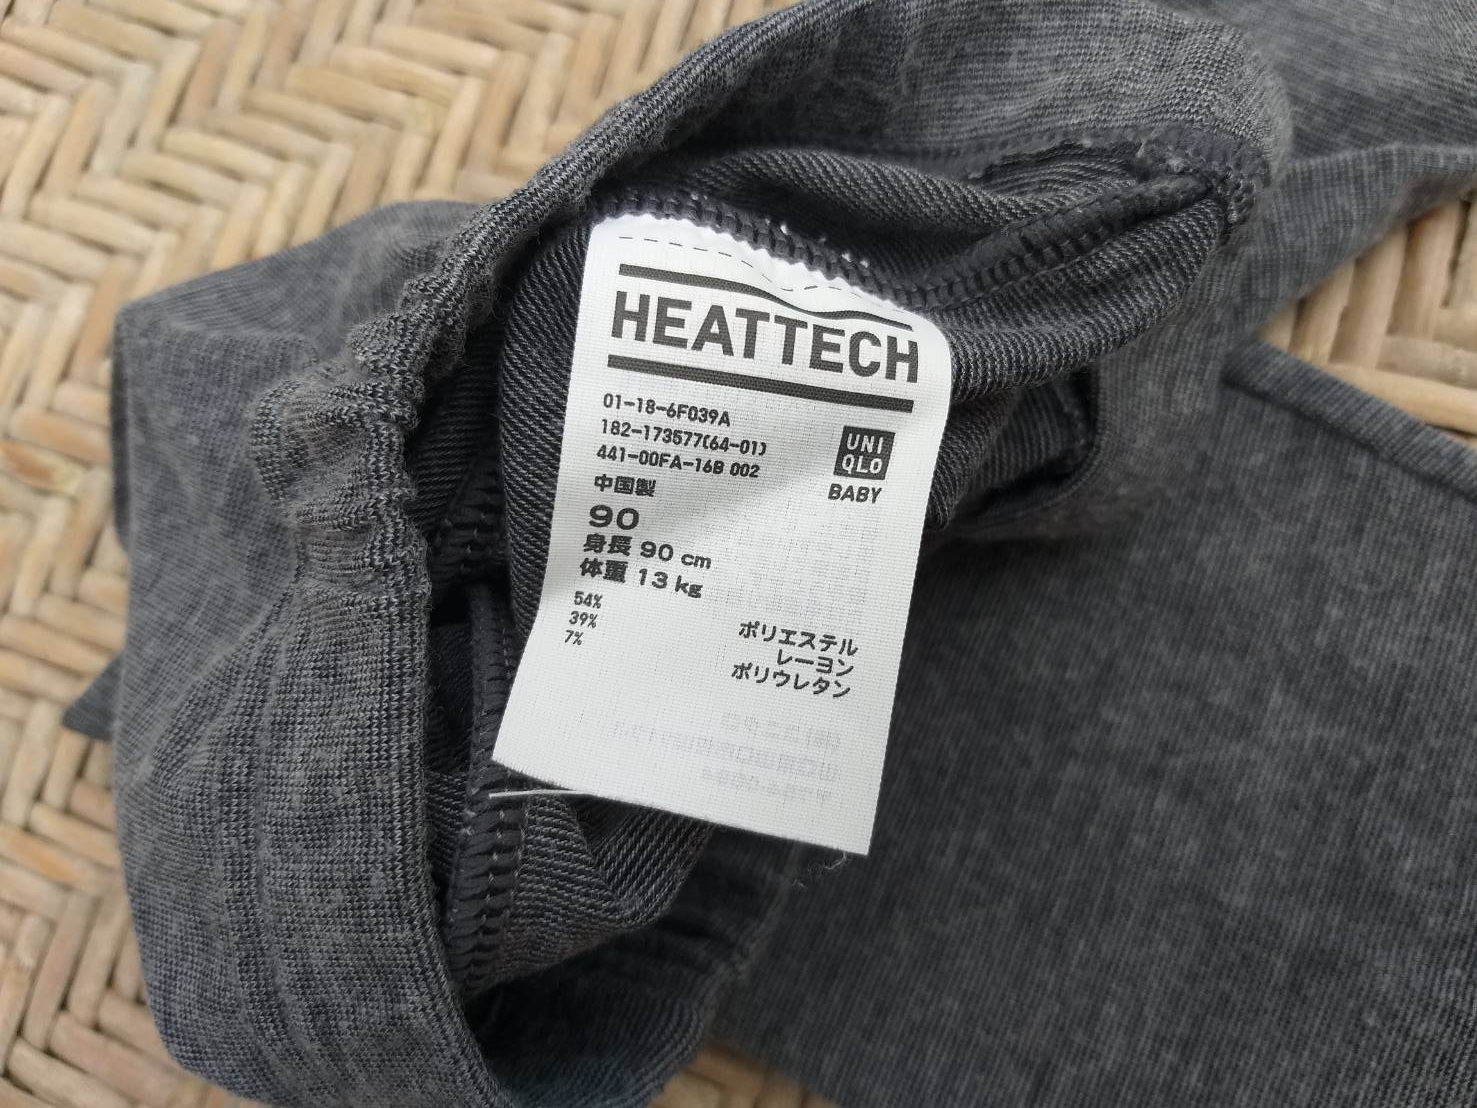 HEATTECH
01-18-6F039A
182-173577(64-01)
441-00FA-16B 002
UNI
QLO
BABY
中国製
90
身長 90 cm
体重 13 kg
54% ポリエステル
39% レーヨン
7% ポリウレタン